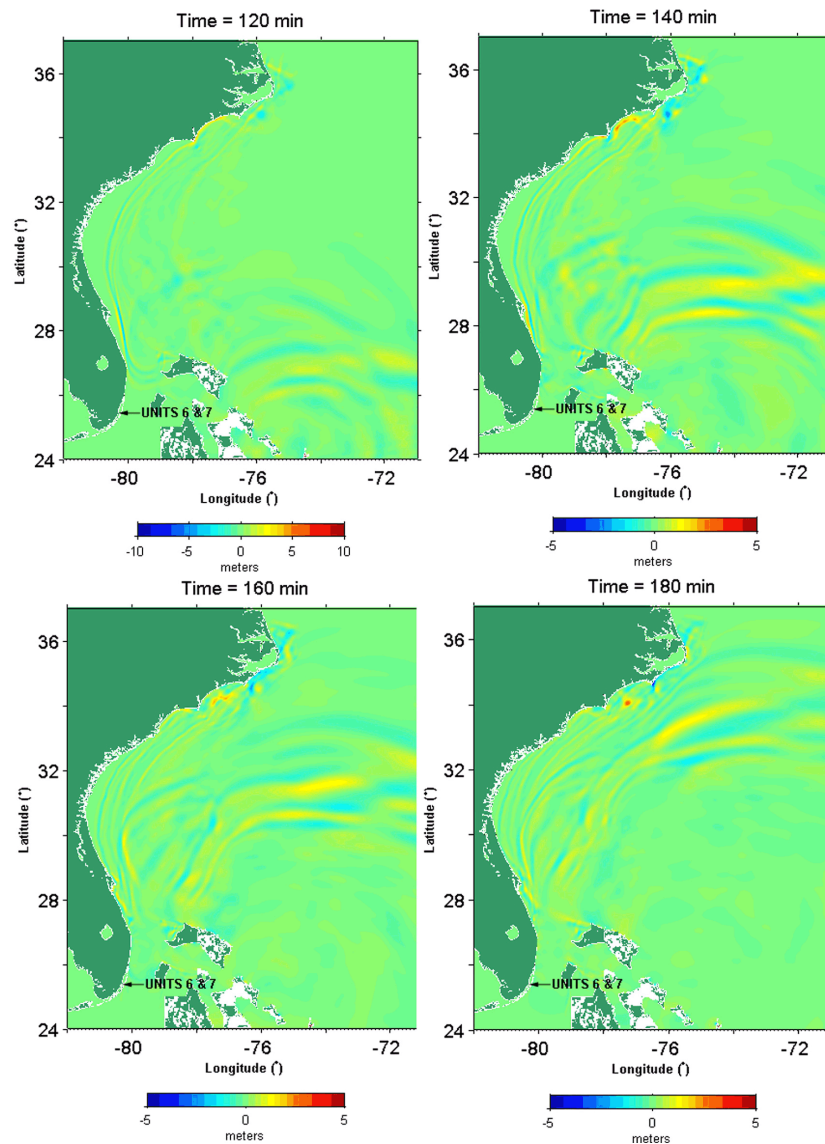 Time = 120 min
36
32
28
24
Latitude (°)
UNITS 6 & 7
-80
-76
-72
Longitude (°)
-10
-5
0
5
10
meters
Time = 140 min
36
32
28
24
Latitude (°)
UNITS 6 & 7
-80
-76
-72
Longitude (°)
-5
0
5
meters
Time = 160 min
36
32
28
24
Latitude (°)
UNITS 6 & 7
-80
-76
-72
Longitude (°)
-5
0
5
meters
Time = 180 min
36
32
28
24
Latitude (°)
UNITS 6 & 7
-80
-76
-72
Longitude (°)
-5
0
5
meters